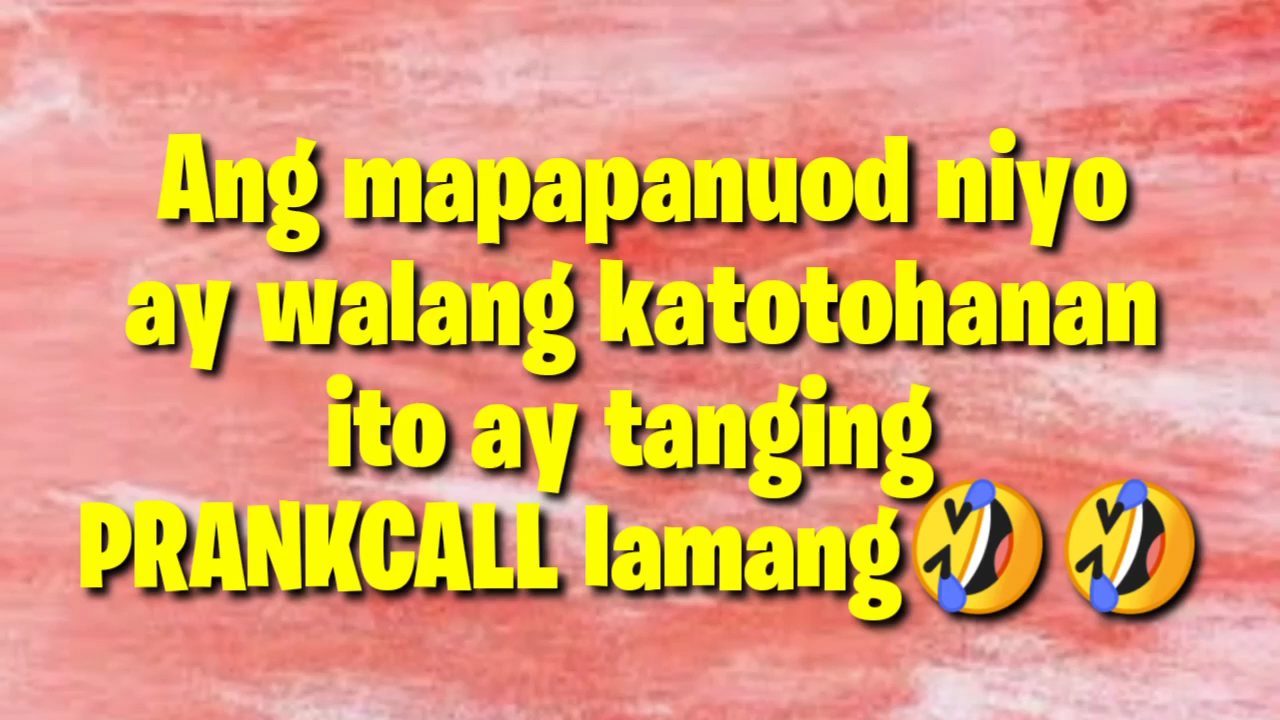 Ang mapapanuod niyo
ay walang katotohanan
ito ay tanging
PRANKCALL lamang🤣🤣